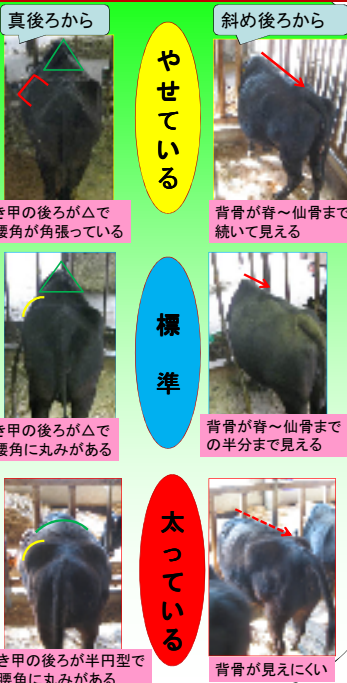 真後ろから
斜め後ろから
やせている
き甲の後ろが△で
腰角が角張っている
背骨が脊～仙骨まで
続いて見える
標準
き甲の後ろが△で
腰角に丸みがある
背骨が脊～仙骨まで
の半分まで見える
太っている
き甲の後ろが半円型で
腰角に丸みがある
背骨が見えにくい